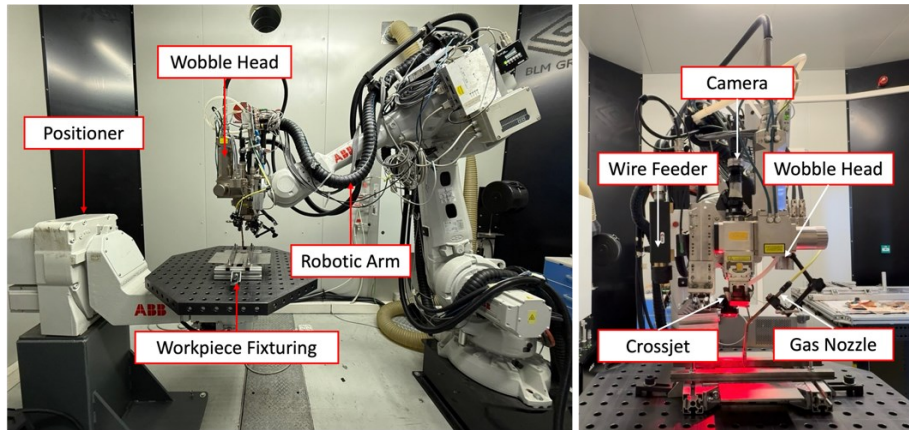 Wobble Head
Positioner
Robotic Arm
Workpiece Fixturing
ABB
ABB
BLM GR
Camera
Wire Feeder
Wobble Head
Crossjet
Gas Nozzle